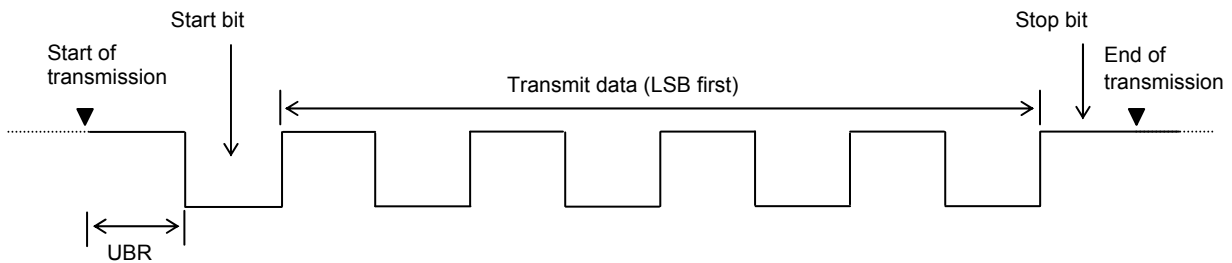 Start bit
Stop bit
Start of
transmission
End of
transmission
Transmit data (LSB first)
UBR